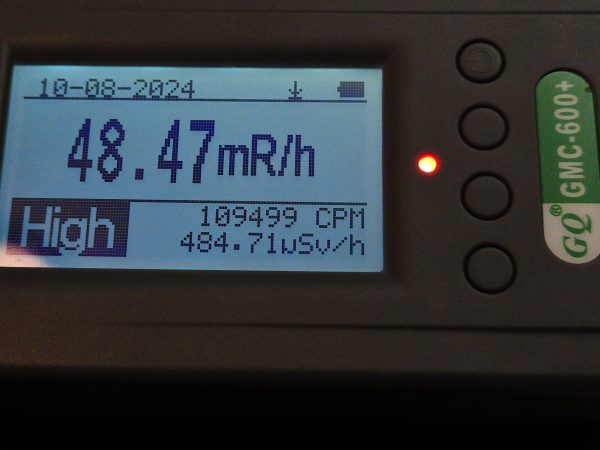 10-08-2024
48.47mR/h
High
109499 CPM
484.71uSv/h
GQ® GMC-600+